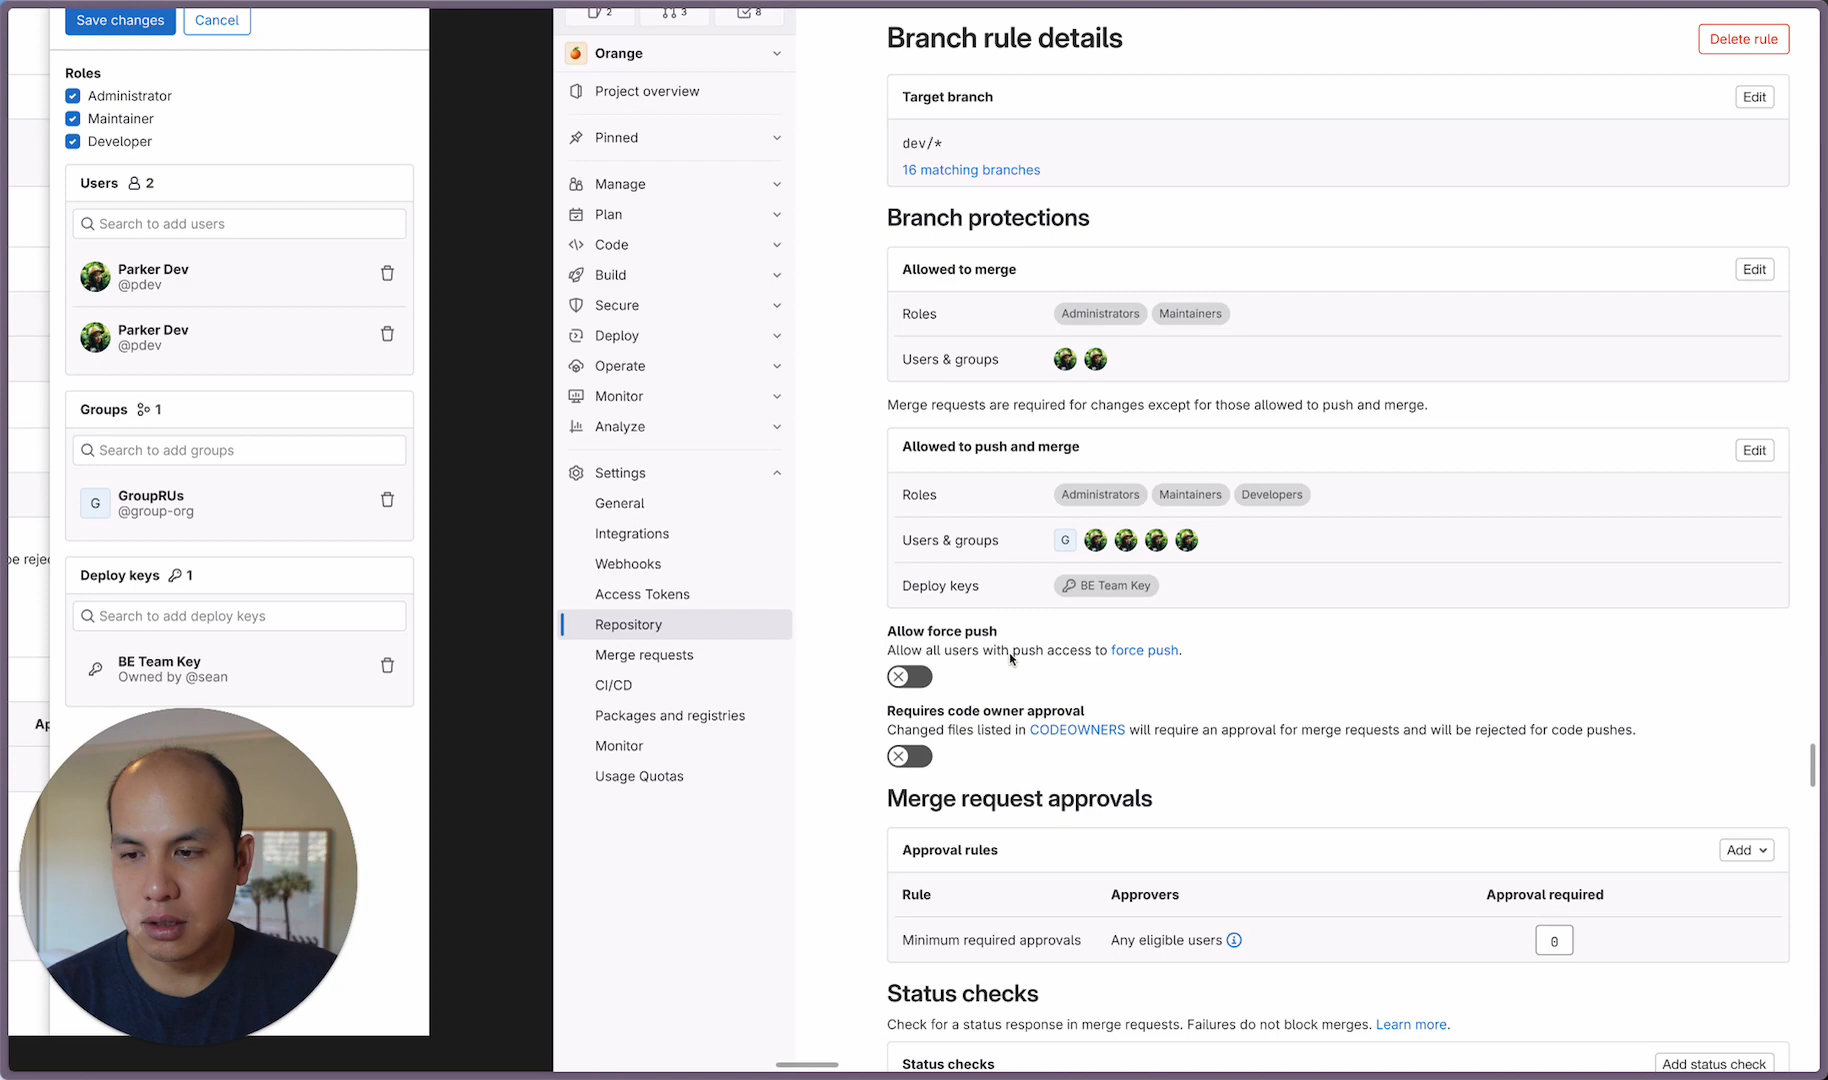 Save changes
Cancel
Roles
Administrator
Maintainer
Developer
Users 2
Search to add users
Parker Dev
@pdev
Parker Dev
@pdev
Groups 1
Search to add groups
G
GroupRUs
@group-org
Deploy keys 1
Search to add deploy keys
BE Team Key
Owned by @sean
be rejec
Ap
2
3
8
Orange
Project overview
Pinned
Manage
Plan
Code
Build
Secure
Deploy
Operate
Monitor
Analyze
Settings
General
Integrations
Webhooks
Access Tokens
Repository
Merge requests
CI/CD
Packages and registries
Monitor
Usage Quotas
Branch rule details
Delete rule
Target branch
Edit
dev/*
16 matching branches
Branch protections
Allowed to merge
Edit
Roles Administrators Maintainers
Users & groups
Merge requests are required for changes except for those allowed to push and merge.
Allowed to push and merge
Edit
Roles Administrators Maintainers Developers
Users & groups G
Deploy keys BE Team Key
Allow force push
Allow all users with push access to force push.
Requires code owner approval
Changed files listed in CODEOWNERS will require an approval for merge requests and will be rejected for code pushes.
Merge request approvals
Approval rules
Add
Rule Approvers Approval required
Minimum required approvals Any eligible users 0
Status checks
Check for a status response in merge requests. Failures do not block merges. Learn more.
Status checks
Add status check